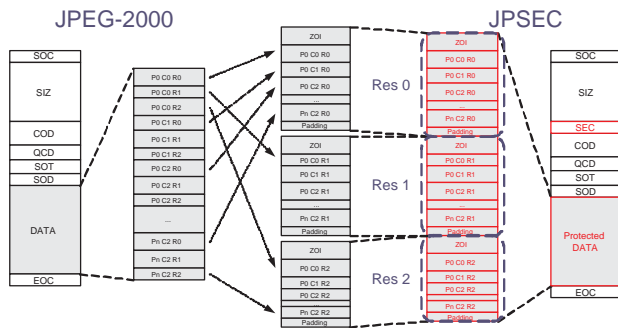 JPEG-2000
JPSEC
SOC
SIZ
COD
QCD
SOT
SOD
DATA
EOC
P0 C0 R0
P0 C0 R1
P0 C0 R2
P0 C1 R0
P0 C1 R1
P0 C1 R2
P0 C2 R0
P0 C2 R1
P0 C2 R2
...
Pn C2 R0
Pn C2 R1
Pn C2 R2
ZOI
P0 C0 R0
P0 C1 R0
P0 C2 R0
...
Pn C2 R0
Padding
ZOI
P0 C0 R1
P0 C1 R1
P0 C2 R1
...
Pn C2 R1
Padding
ZOI
P0 C0 R2
P0 C1 R2
P0 C2 R2
...
Pn C2 R2
Padding
Res 0
Res 1
Res 2
ZOI
P0 C0 R0
P0 C1 R0
P0 C2 R0
...
Pn C2 R0
Padding
ZOI
P0 C0 R1
P0 C1 R1
P0 C2 R1
...
Pn C2 R1
Padding
ZOI
P0 C0 R2
P0 C1 R2
P0 C2 R2
...
Pn C2 R2
Padding
SOC
SIZ
SEC
COD
QCD
SOT
SOD
Protected
DATA
EOC